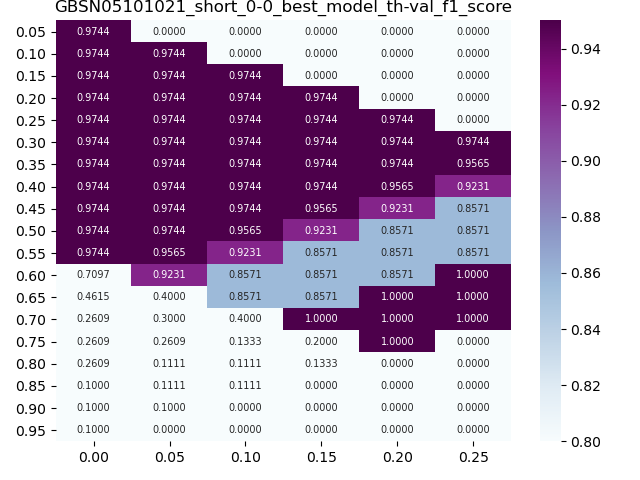 GBSN05101021_short_0-0_best_model_th-val_f1_score
0.05 0.9744 0.0000 0.0000 0.0000 0.0000 0.0000
0.10 0.9744 0.9744 0.0000 0.0000 0.0000 0.0000
0.15 0.9744 0.9744 0.9744 0.0000 0.0000 0.0000
0.20 0.9744 0.9744 0.9744 0.9744 0.0000 0.0000
0.25 0.9744 0.9744 0.9744 0.9744 0.9744 0.0000
0.30 0.9744 0.9744 0.9744 0.9744 0.9744 0.9744
0.35 0.9744 0.9744 0.9744 0.9744 0.9744 0.9565
0.40 0.9744 0.9744 0.9744 0.9744 0.9565 0.9231
0.45 0.9744 0.9744 0.9744 0.9565 0.9231 0.8571
0.50 0.9744 0.9744 0.9565 0.9231 0.8571 0.8571
0.55 0.9744 0.9565 0.9231 0.8571 0.8571 0.8571
0.60 0.7097 0.9231 0.8571 0.8571 0.8571 1.0000
0.65 0.4615 0.4000 0.8571 0.8571 1.0000 1.0000
0.70 0.2609 0.3000 0.4000 1.0000 1.0000 1.0000
0.75 0.2609 0.2609 0.1333 0.2000 1.0000 0.0000
0.80 0.2609 0.1111 0.1111 0.1333 0.0000 0.0000
0.85 0.1000 0.1111 0.1111 0.0000 0.0000 0.0000
0.90 0.1000 0.1000 0.0000 0.0000 0.0000 0.0000
0.95 0.1000 0.0000 0.0000 0.0000 0.0000 0.0000
0.00 0.05 0.10 0.15 0.20 0.25
0.94
0.92
0.90
0.88
0.86
0.84
0.82
0.80